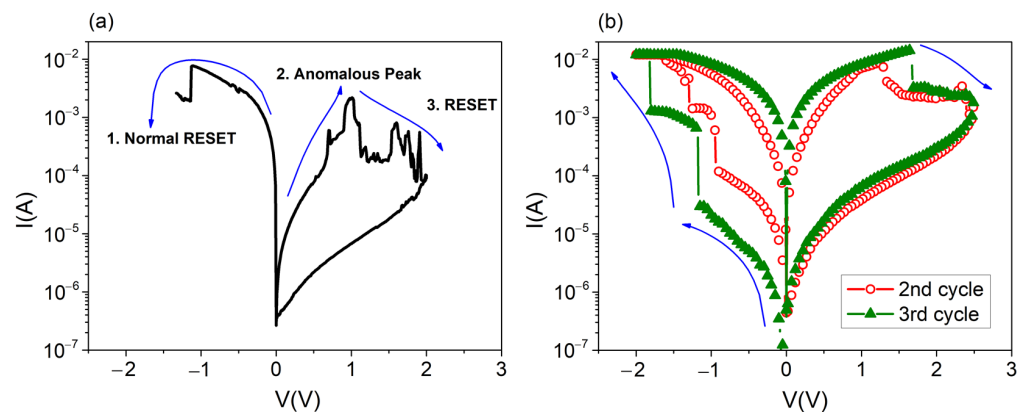 (a)
I(A)
10⁻²
10⁻³
10⁻⁴
10⁻⁵
10⁻⁶
10⁻⁷
1. Normal RESET
2. Anomalous Peak
3. RESET
−2
−1
0
1
2
3
V(V)
(b)
I(A)
10⁻²
10⁻³
10⁻⁴
10⁻⁵
10⁻⁶
10⁻⁷
2nd cycle
3rd cycle
−2
−1
0
1
2
3
V(V)